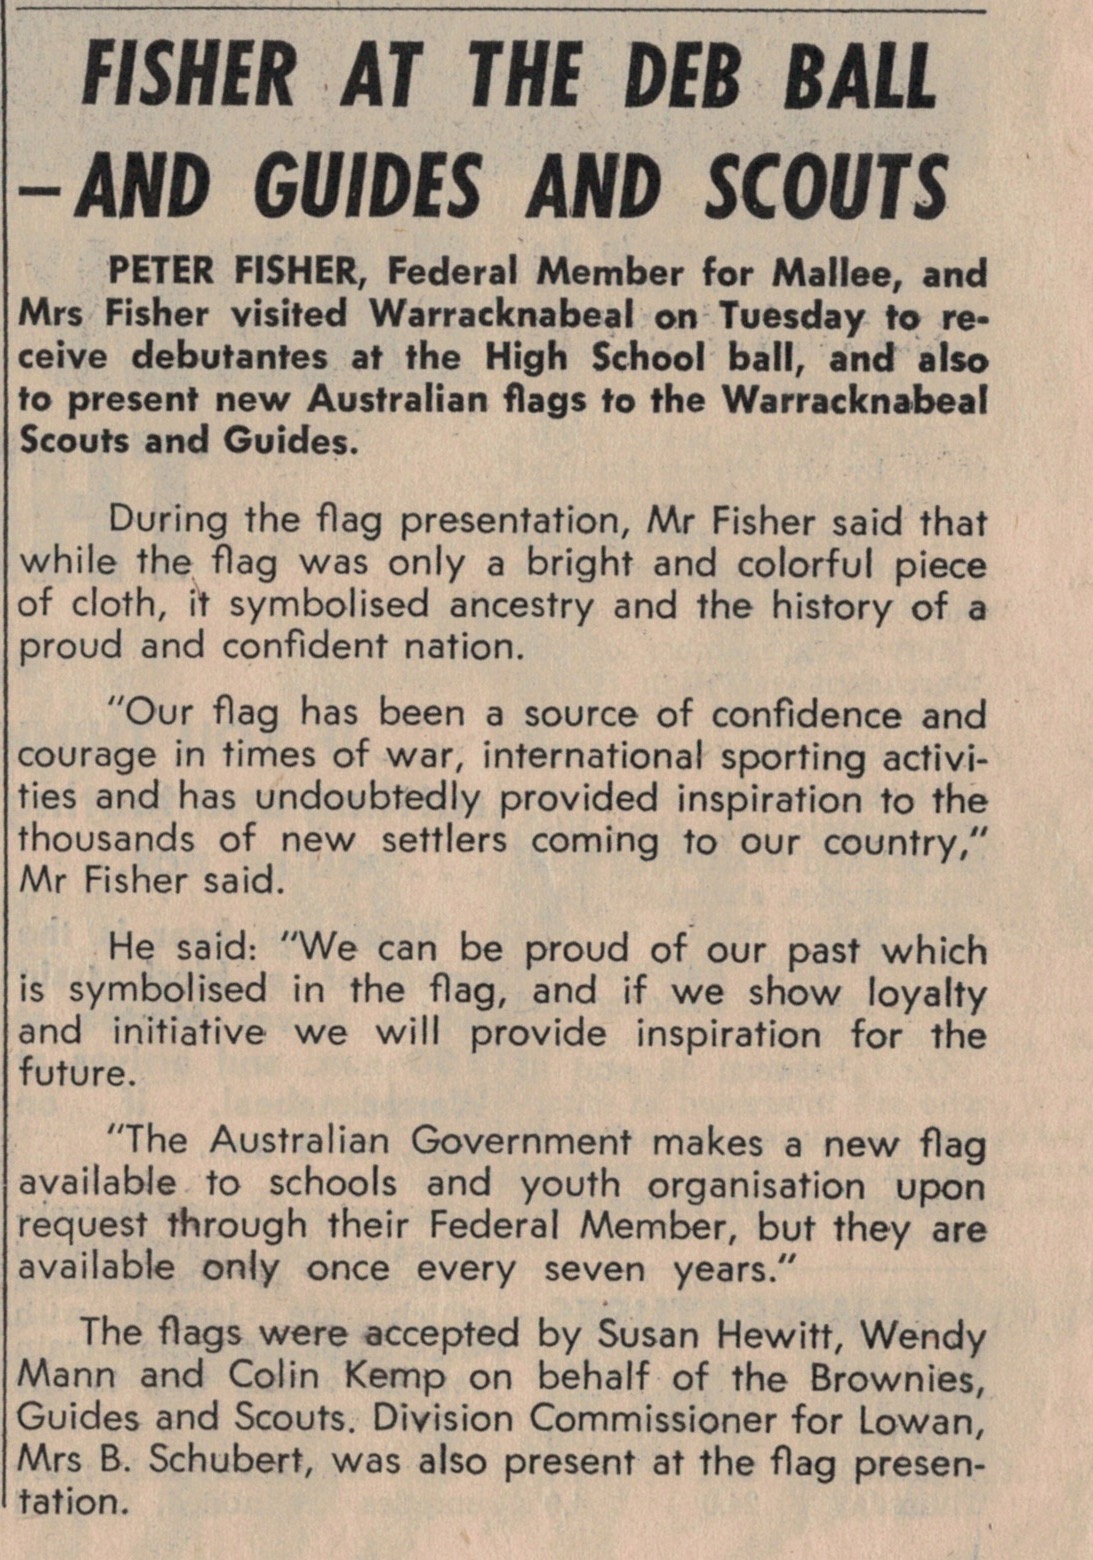 FISHER AT THE DEB BALL
– AND GUIDES AND SCOUTS
PETER FISHER, Federal Member for Mallee, and
Mrs Fisher visited Warracknabeal on Tuesday to re-
ceive debutantes at the High School ball, and also
to present new Australian flags to the Warracknabeal
Scouts and Guides.
During the flag presentation, Mr Fisher said that
while the flag was only a bright and colorful piece
of cloth, it symbolised ancestry and the history of a
proud and confident nation.
"Our flag has been a source of confidence and
courage in times of war, international sporting activi-
ties and has undoubtedly provided inspiration to the
thousands of new settlers coming to our country,"
Mr Fisher said.
He said: "We can be proud of our past which
is symbolised in the flag, and if we show loyalty
and initiative we will provide inspiration for the
future.
"The Australian Government makes a new flag
available to schools and youth organisation upon
request through their Federal Member, but they are
available only once every seven years."
The flags were accepted by Susan Hewitt, Wendy
Mann and Colin Kemp on behalf of the Brownies,
Guides and Scouts. Division Commissioner for Lowan,
Mrs B. Schubert, was also present at the flag presen-
tation.